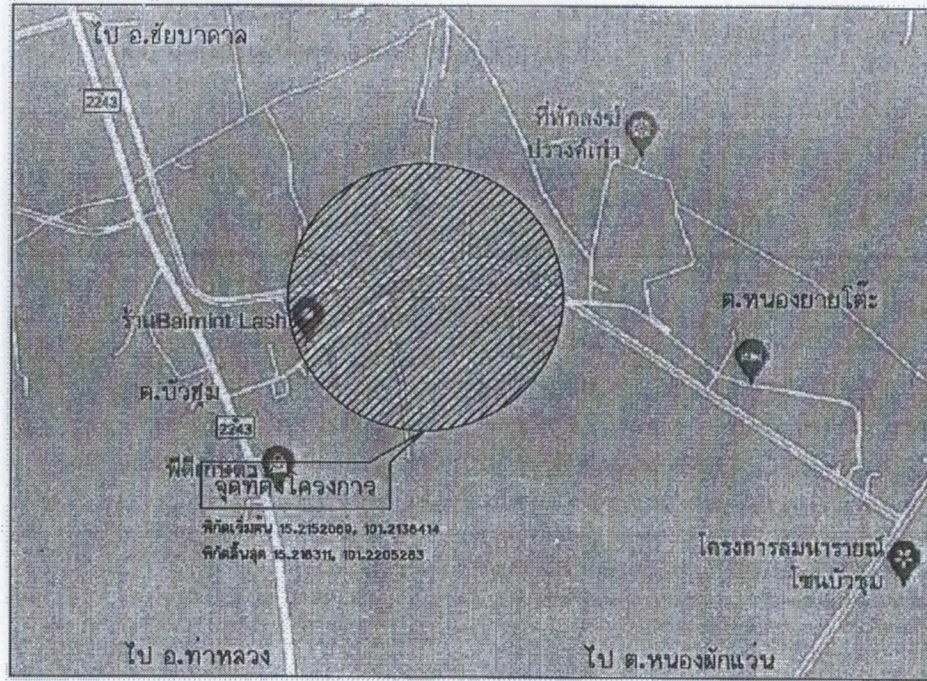 ไป อ.ชัยบาดาล
2243
ที่พักสงฆ์
ปรางค์เก่า
ต.หนองยายโต๊ะ
ร้านBaimint Lash
ต.บัวชุม
2243
จุดที่ตั้งโครงการ
พิกัดเริ่มต้น 15.2152069, 101.2136414
พิกัดสิ้นสุด 15.216311, 101.2205263
โครงการลมนารายณ์
โซนบัวชุม
ไป อ.ท่าหลวง
ไป ต.หนองผักแว่น